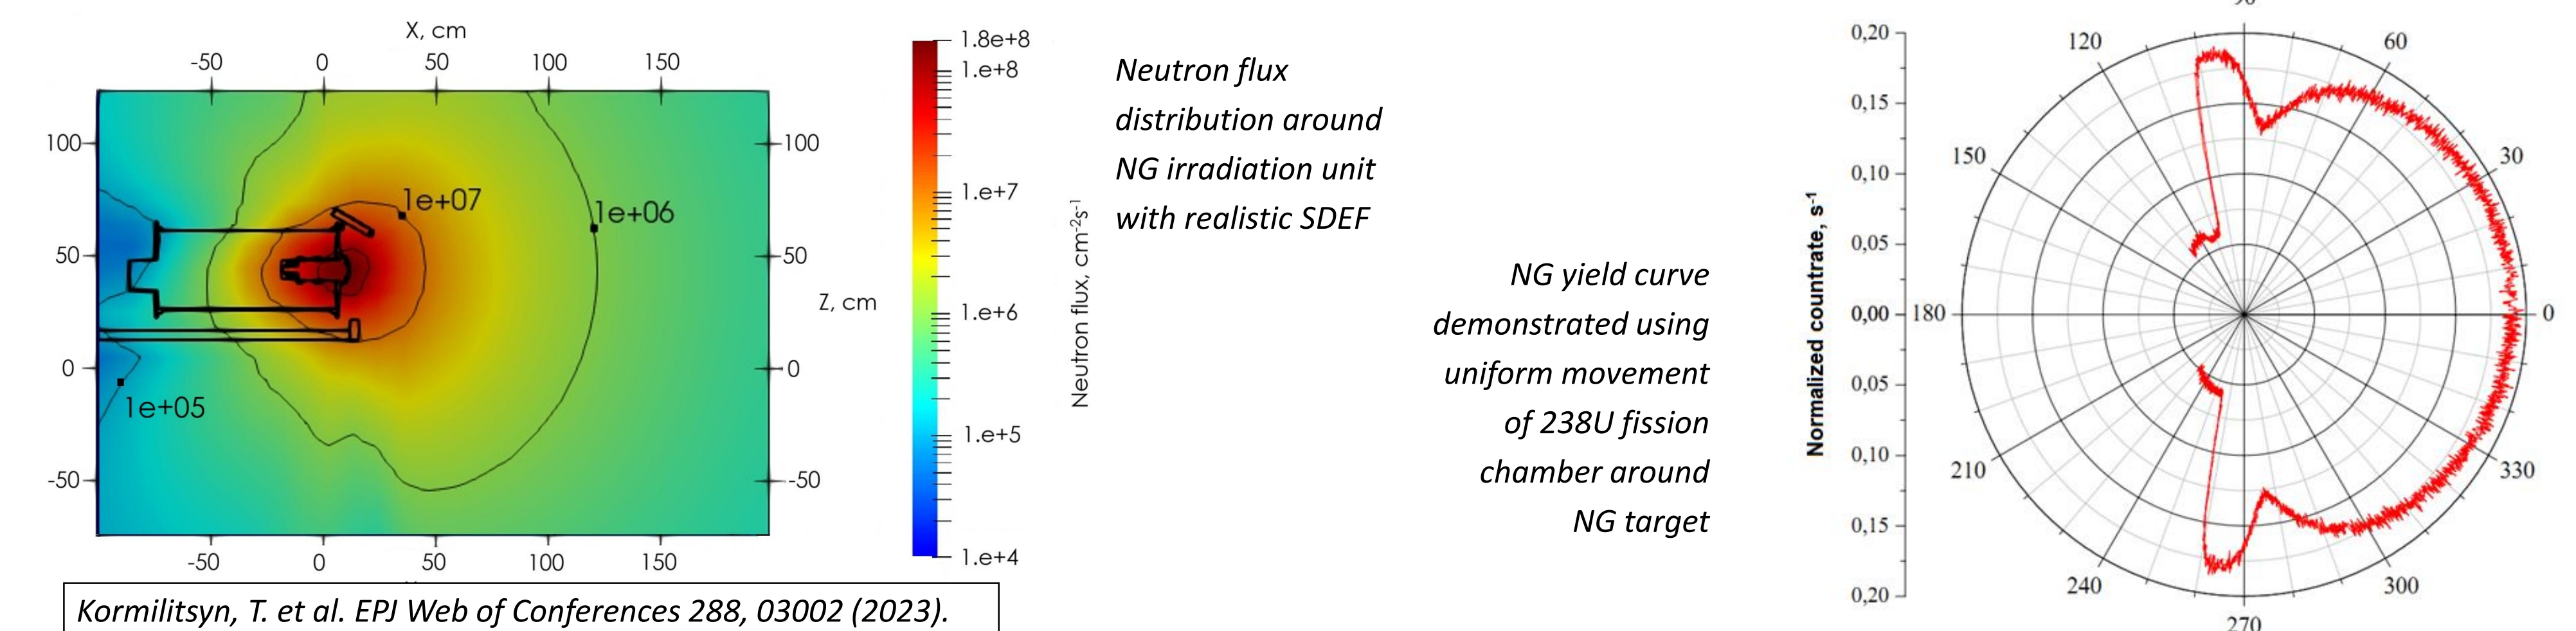 X, cm
-50 0 50 100 150
100
50
0
-50
100
50
0
-50
Z, cm
1e+07
1e+06
1e+05
-50 0 50 100 150
1.8e+8
1.e+8
1.e+7
1.e+6
1.e+5
1.e+4
Neutron flux, cm⁻²s⁻¹
Kormilitsyn, T. et al. EPJ Web of Conferences 288, 03002 (2023).
Neutron flux
distribution around
NG irradiation unit
with realistic SDEF
NG yield curve
demonstrated using
uniform movement
of 238U fission
chamber around
NG target
Normalized countrate, s⁻¹
0,20
0,15
0,10
0,05
0,00
0,05
0,10
0,15
0,20
120
60
150
30
180
0
210
330
240
300
270